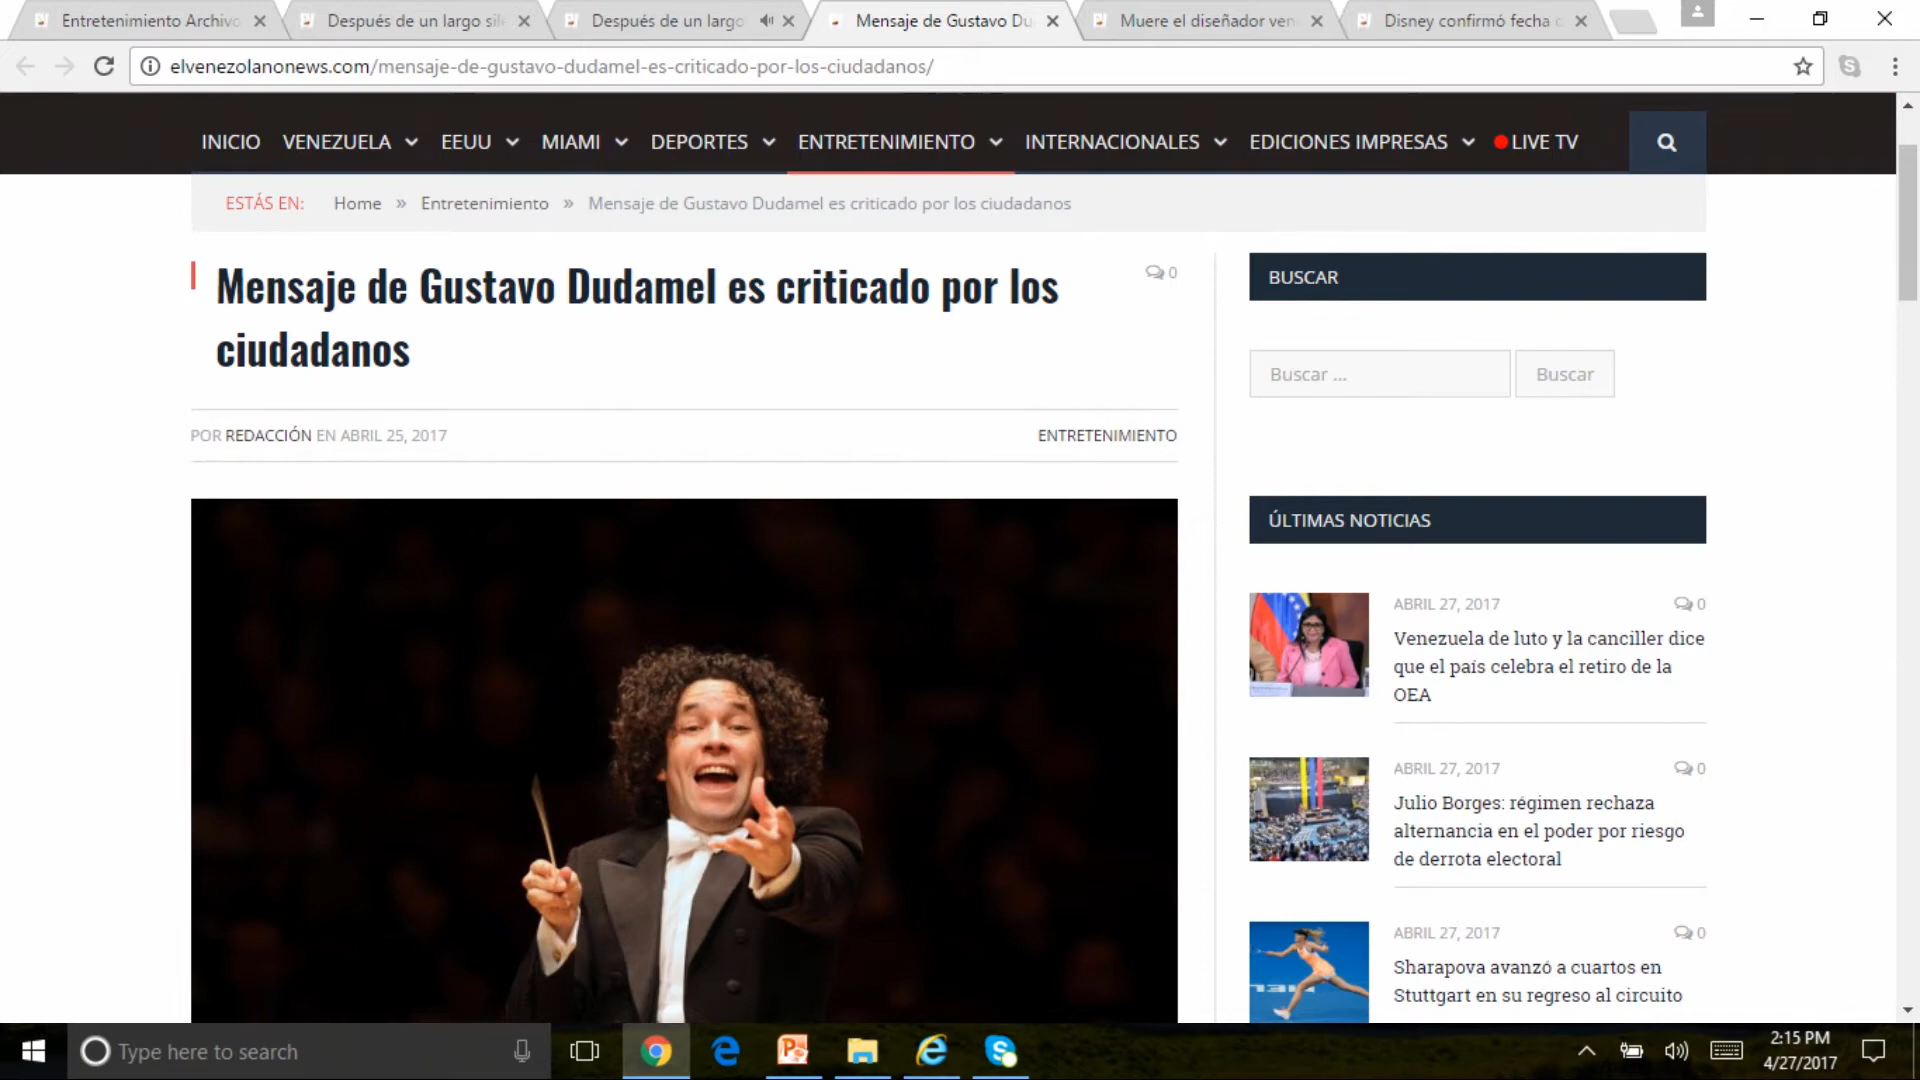 Entretenimiento Archivo
Después de un largo sil
Después de un largo
Mensaje de Gustavo Du
Muere el diseñador ven
Disney confirmó fecha
elvenezolanonews.com/mensaje-de-gustavo-dudamel-es-criticado-por-los-ciudadanos/
INICIO VENEZUELA EEUU MIAMI DEPORTES ENTRETENIMIENTO INTERNACIONALES EDICIONES IMPRESAS LIVE TV
ESTÁS EN: Home » Entretenimiento » Mensaje de Gustavo Dudamel es criticado por los ciudadanos
Mensaje de Gustavo Dudamel es criticado por los
ciudadanos
0
POR REDACCIÓN EN ABRIL 25, 2017
ENTRETENIMIENTO
BUSCAR
Buscar ...
Buscar
ÚLTIMAS NOTICIAS
ABRIL 27, 2017 0
Venezuela de luto y la canciller dice
que el país celebra el retiro de la
OEA
ABRIL 27, 2017 0
Julio Borges: régimen rechaza
alternancia en el poder por riesgo
de derrota electoral
ABRIL 27, 2017 0
Sharapova avanzó a cuartos en
Stuttgart en su regreso al circuito
Type here to search
2:15 PM
4/27/2017